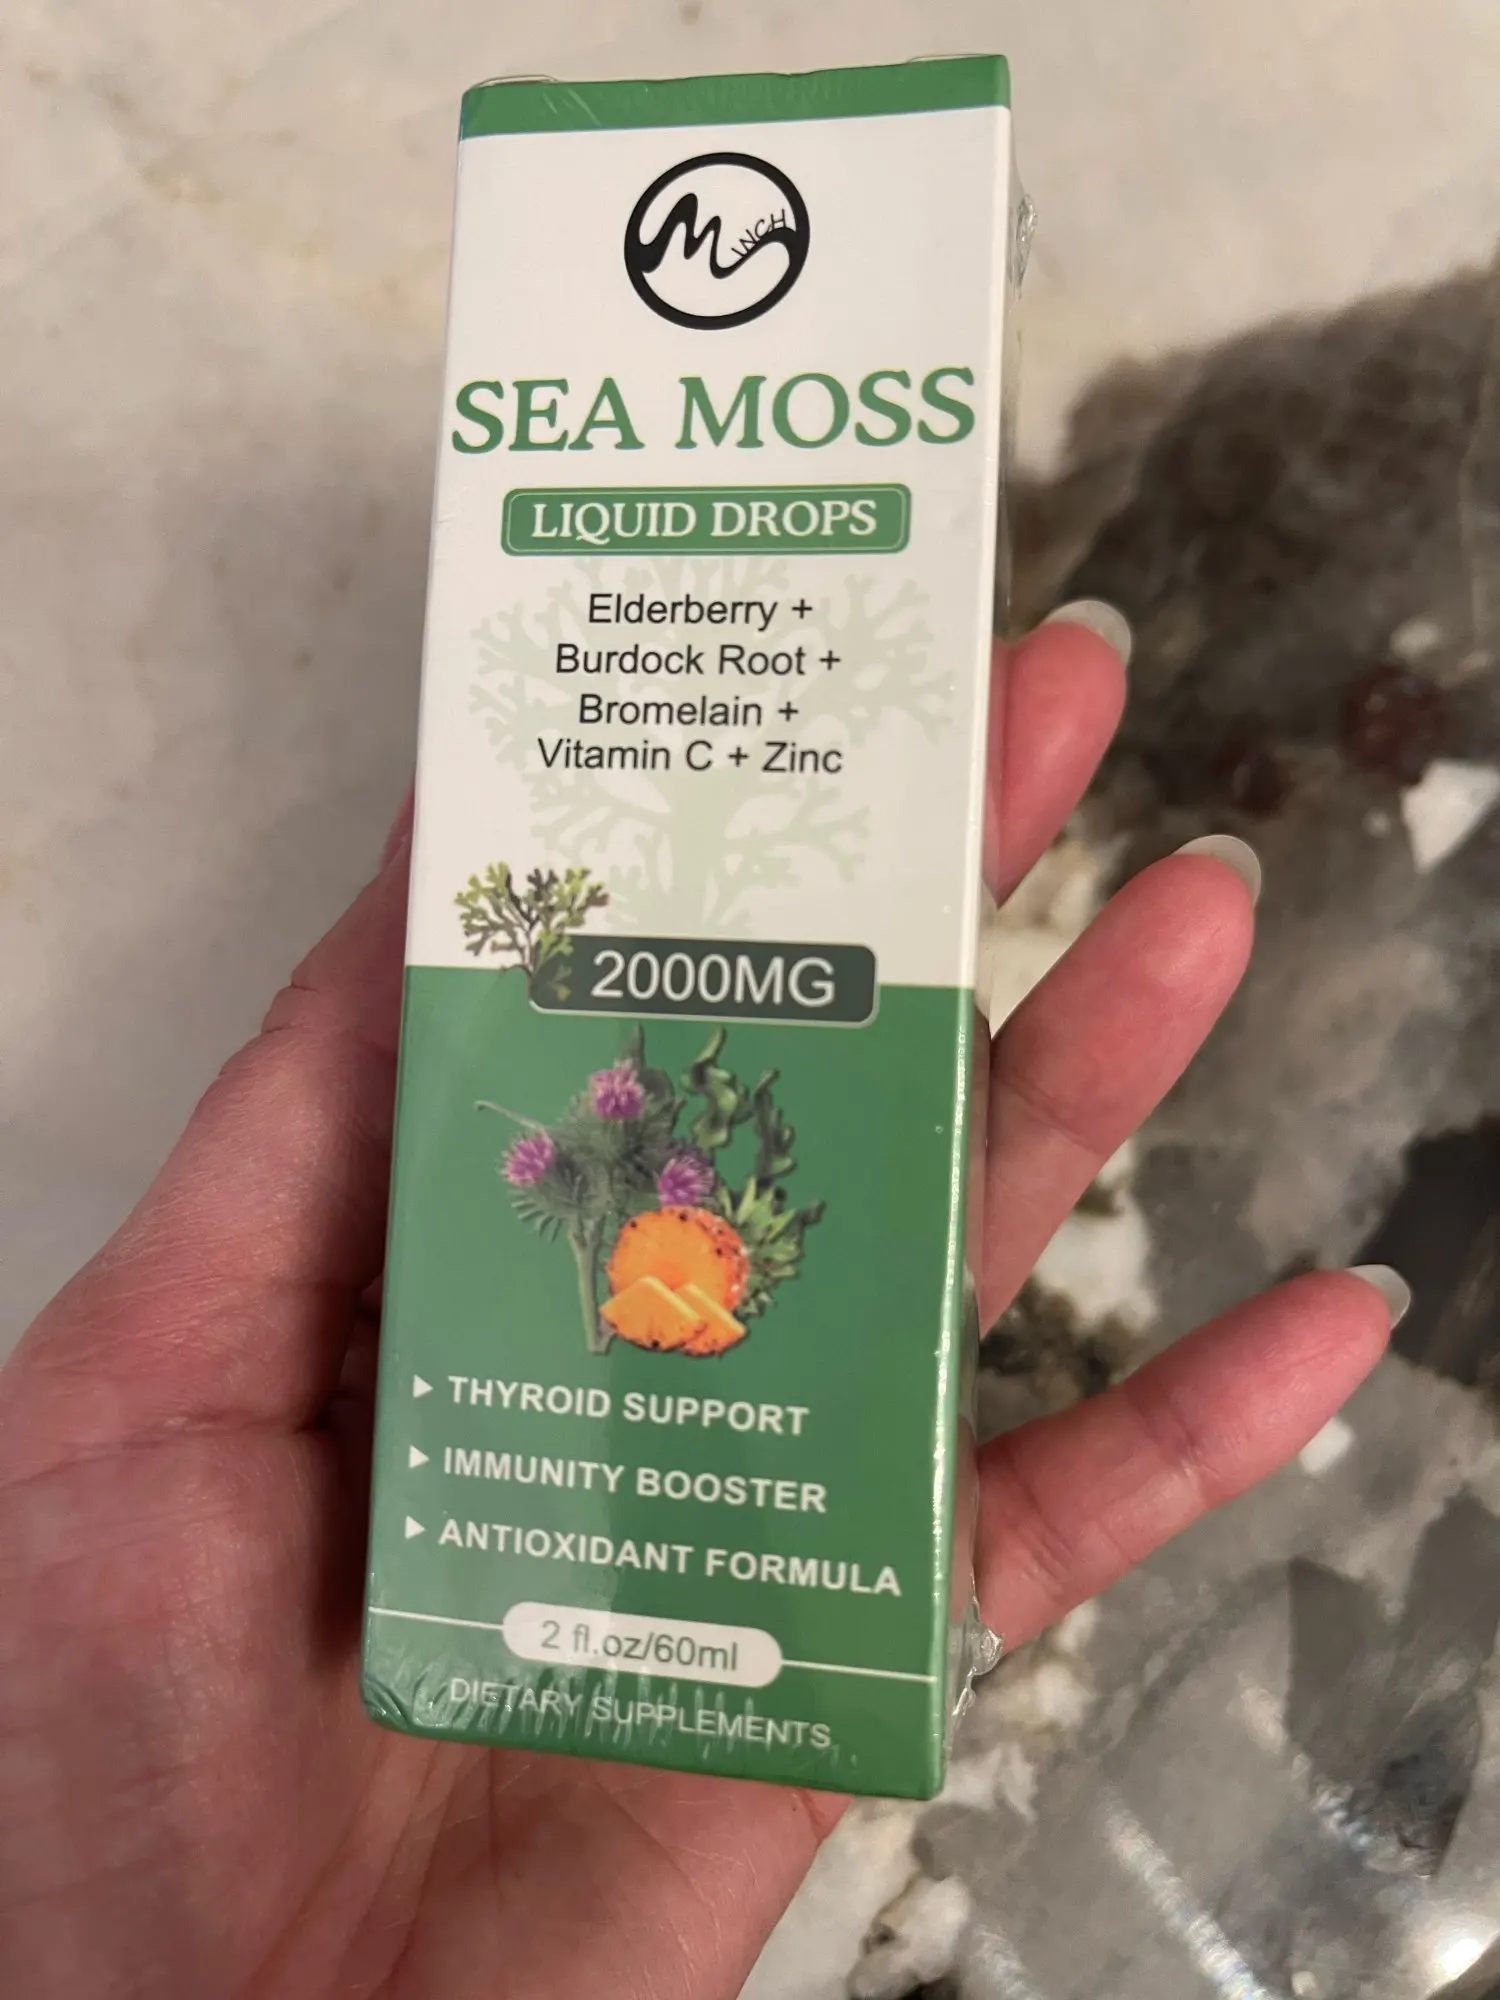 MINCH
SEA MOSS
LIQUID DROPS
Elderberry +
Burdock Root +
Bromelain +
Vitamin C + Zinc
2000MG
THYROID SUPPORT
IMMUNITY BOOSTER
ANTIOXIDANT FORMULA
2 fl.oz/60ml
DIETARY SUPPLEMENTS